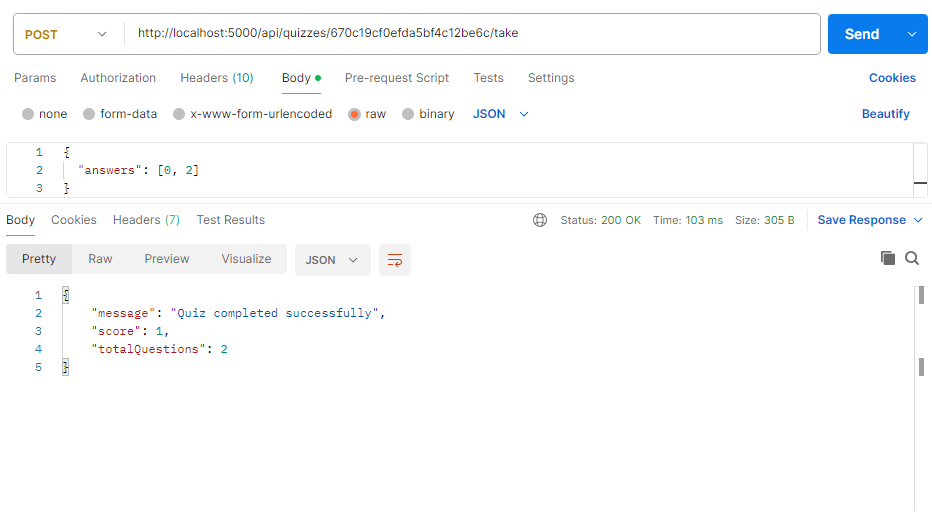 POST http://localhost:5000/api/quizzes/670c19cf0efda5bf4c12be6c/take Send
Params Authorization Headers (10) Body Pre-request Script Tests Settings Cookies
none form-data x-www-form-urlencoded raw binary JSON Beautify
1 {
2 "answers": [0, 2]
3 }
Body Cookies Headers (7) Test Results Status: 200 OK Time: 103 ms Size: 305 B Save Response
Pretty Raw Preview Visualize JSON
1 {
2 "message": "Quiz completed successfully",
3 "score": 1,
4 "totalQuestions": 2
5 }